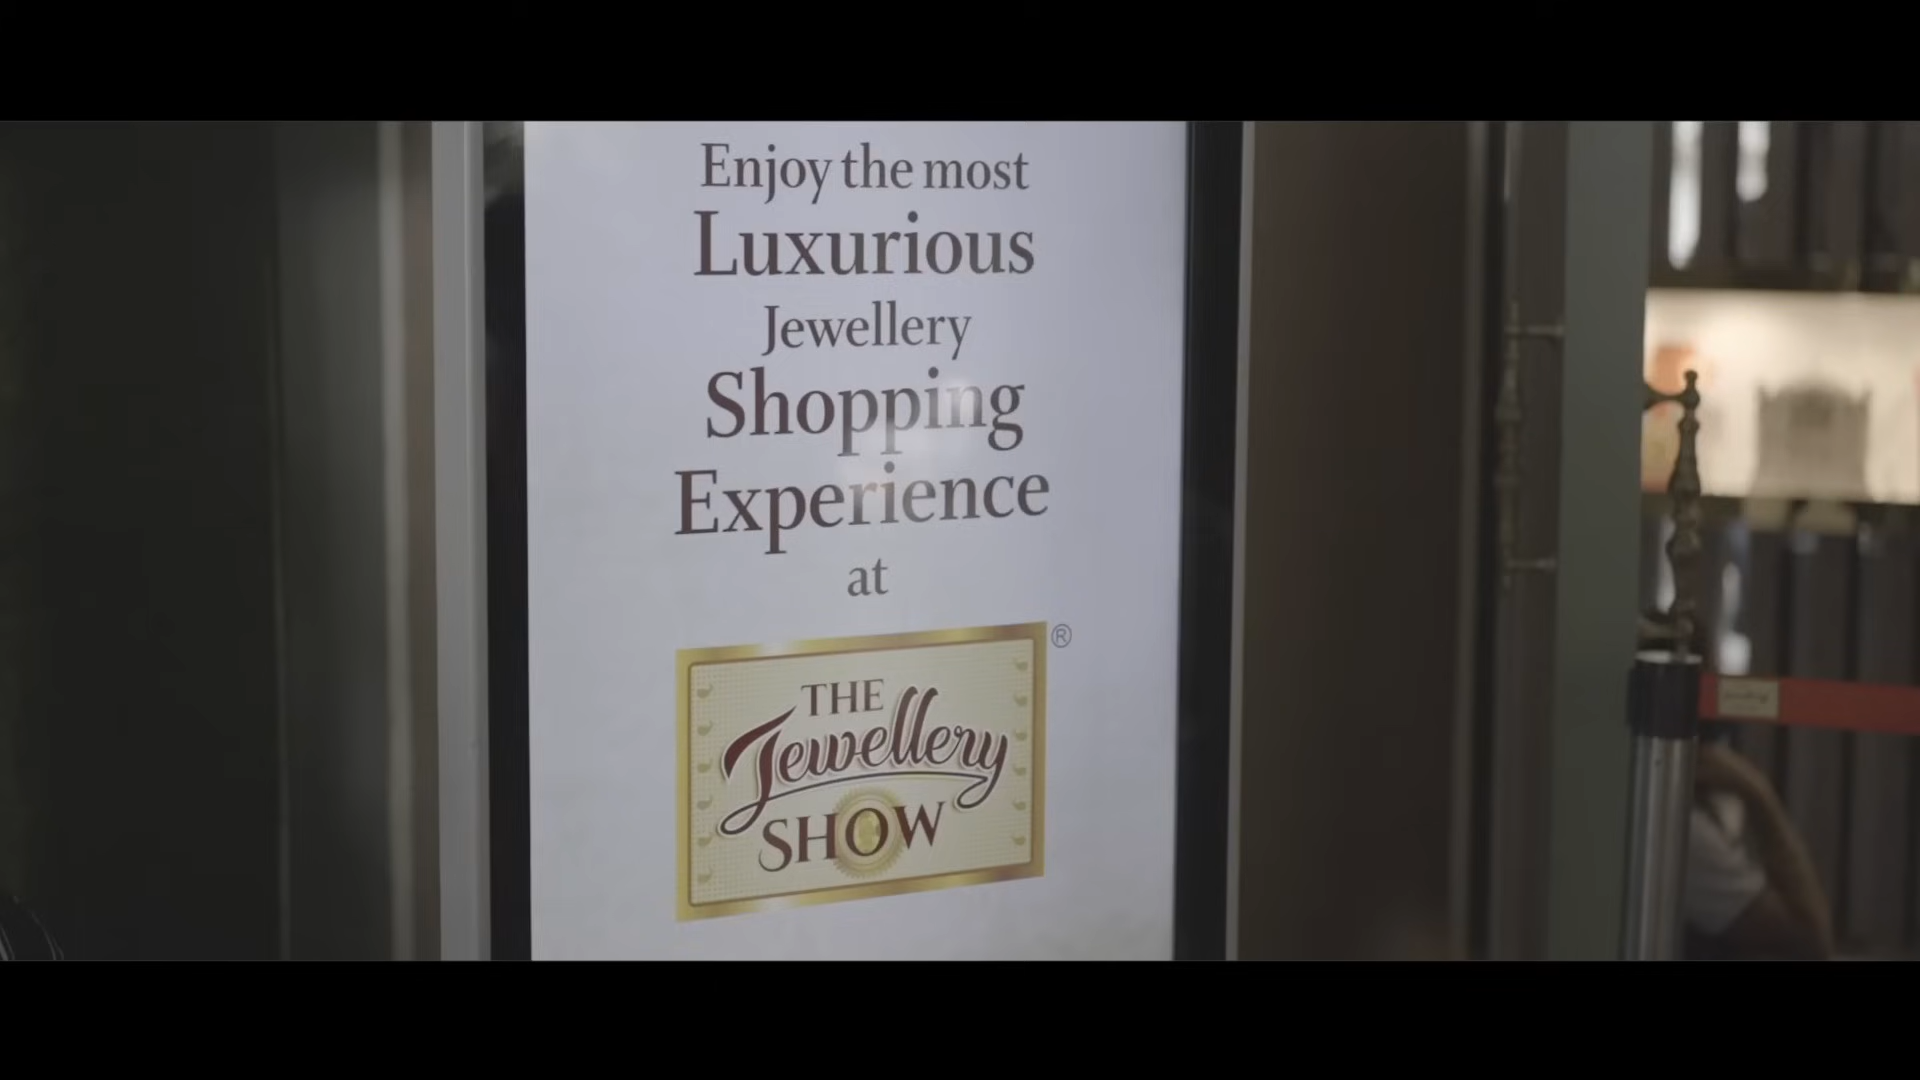 Enjoy the most
Luxurious
Jewellery
Shopping
Experience
at
®
THE
Jewellery
SHOW